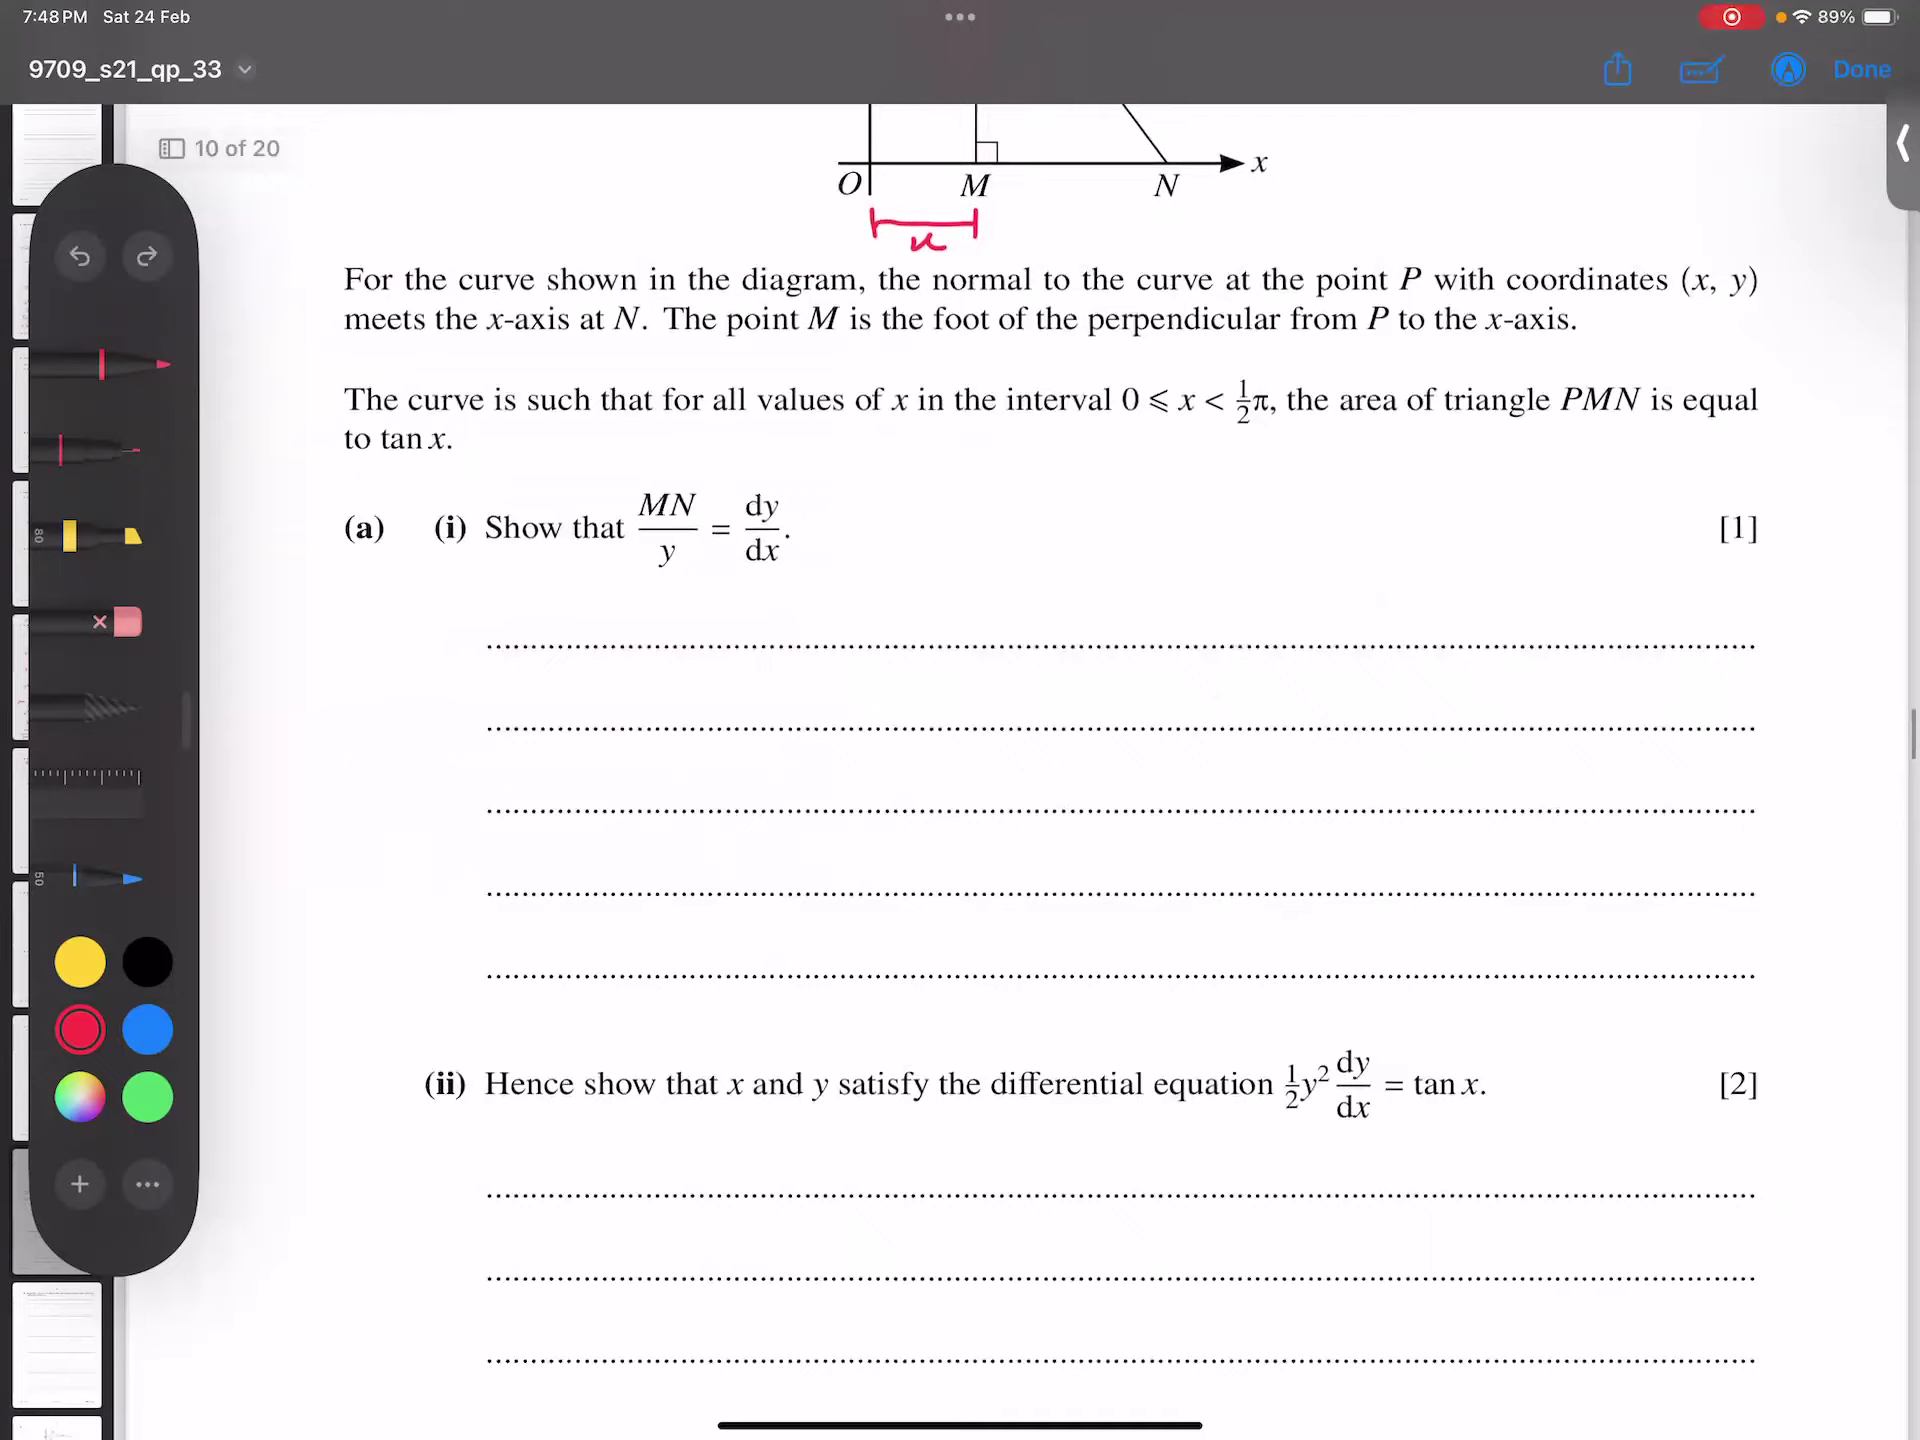 7:48 PM Sat 24 Feb
89%
9709_s21_qp_33
Done
10 of 20
x
O M N
x
For the curve shown in the diagram, the normal to the curve at the point P with coordinates (x, y)
meets the x-axis at N. The point M is the foot of the perpendicular from P to the x-axis.
The curve is such that for all values of x in the interval 0 ⩽ x < ½π, the area of triangle PMN is equal
to tan x.
(a) (i) Show that MN/y = dy/dx. [1]
80
50
(ii) Hence show that x and y satisfy the differential equation ½y² dy/dx = tan x. [2]